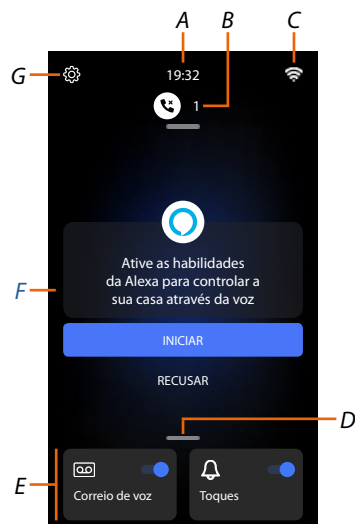 A
B
C
G
19:32
1
Ative as habilidades
da Alexa para controlar a
sua casa através da voz
F
INICIAR
RECUSAR
D
E
Correio de voz
Toques